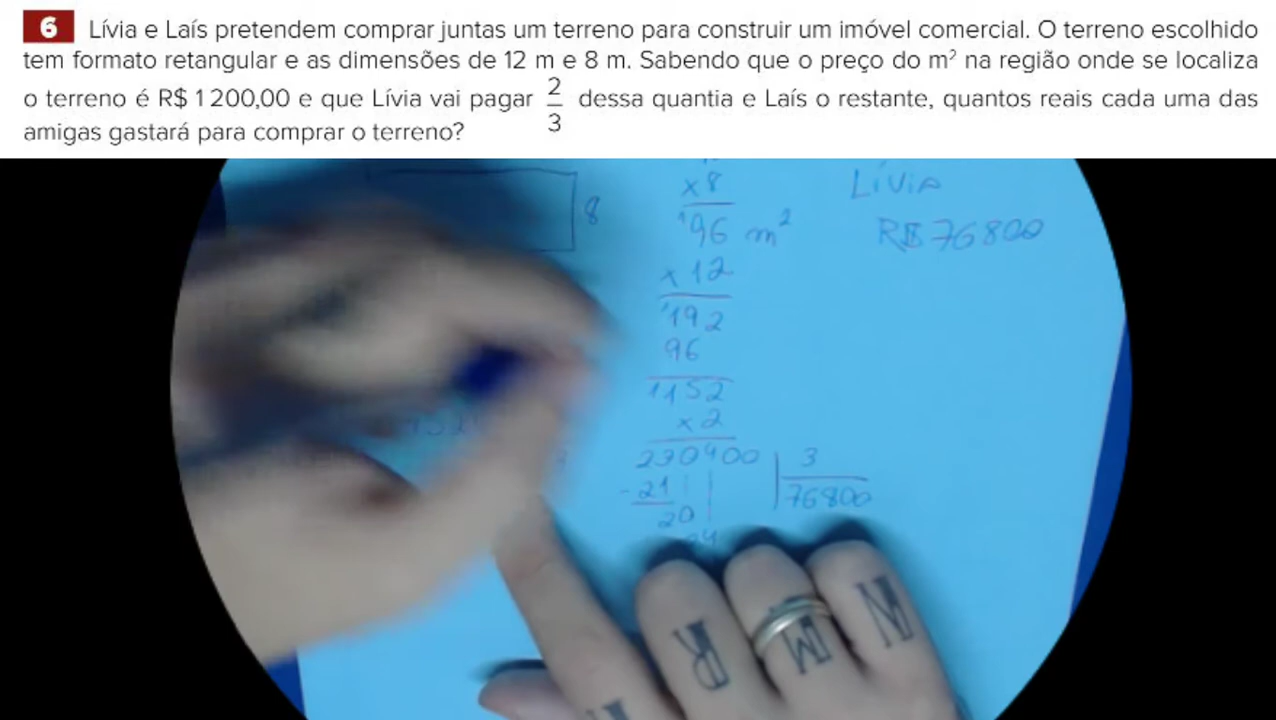 6 Lívia e Laís pretendem comprar juntas um terreno para construir um imóvel comercial. O terreno escolhido
tem formato retangular e as dimensões de 12 m e 8 m. Sabendo que o preço do m² na região onde se localiza
o terreno é R$ 1 200,00 e que Lívia vai pagar 2/3 dessa quantia e Laís o restante, quantos reais cada uma das
amigas gastará para comprar o terreno?
x8
8
96 m²
x12
192
96
1152
x2
230400 3
-21 76800
20
04
LíViA
R$ 76800
R M N